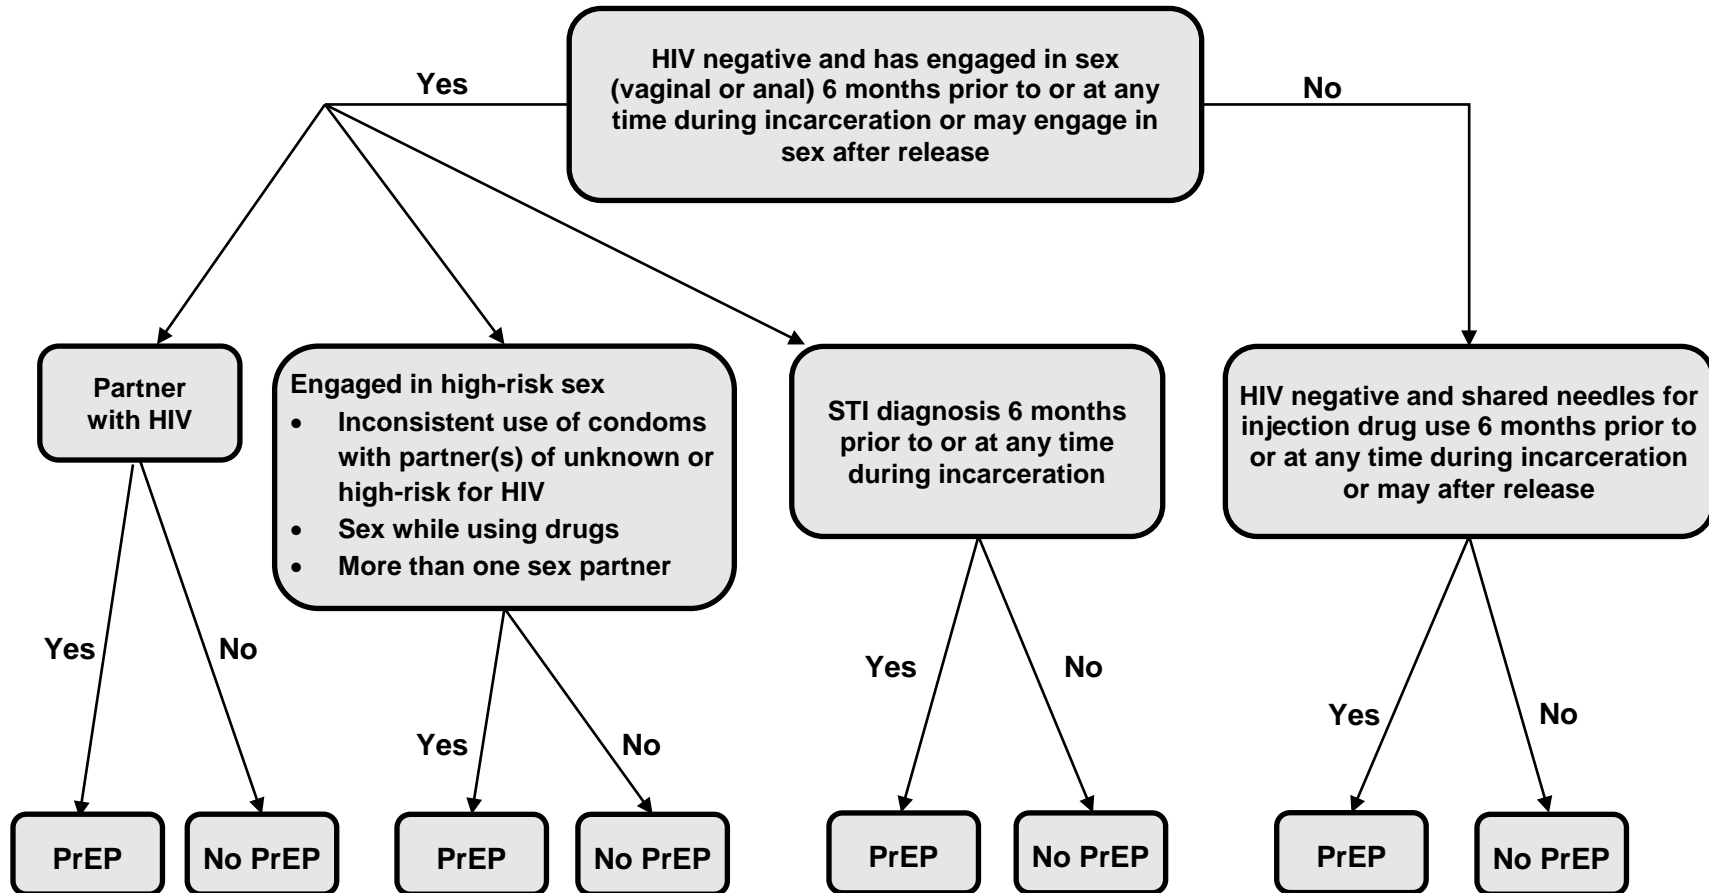 HIV negative and has engaged in sex
(vaginal or anal) 6 months prior to or at any
time during incarceration or may engage in
sex after release
Yes
No
Partner
with HIV
Engaged in high-risk sex
• Inconsistent use of condoms
with partner(s) of unknown or
high-risk for HIV
• Sex while using drugs
• More than one sex partner
STI diagnosis 6 months
prior to or at any time
during incarceration
HIV negative and shared needles for
injection drug use 6 months prior to
or at any time during incarceration
or may after release
Yes
No
Yes
No
Yes
No
Yes
No
PrEP
No PrEP
PrEP
No PrEP
PrEP
No PrEP
PrEP
No PrEP